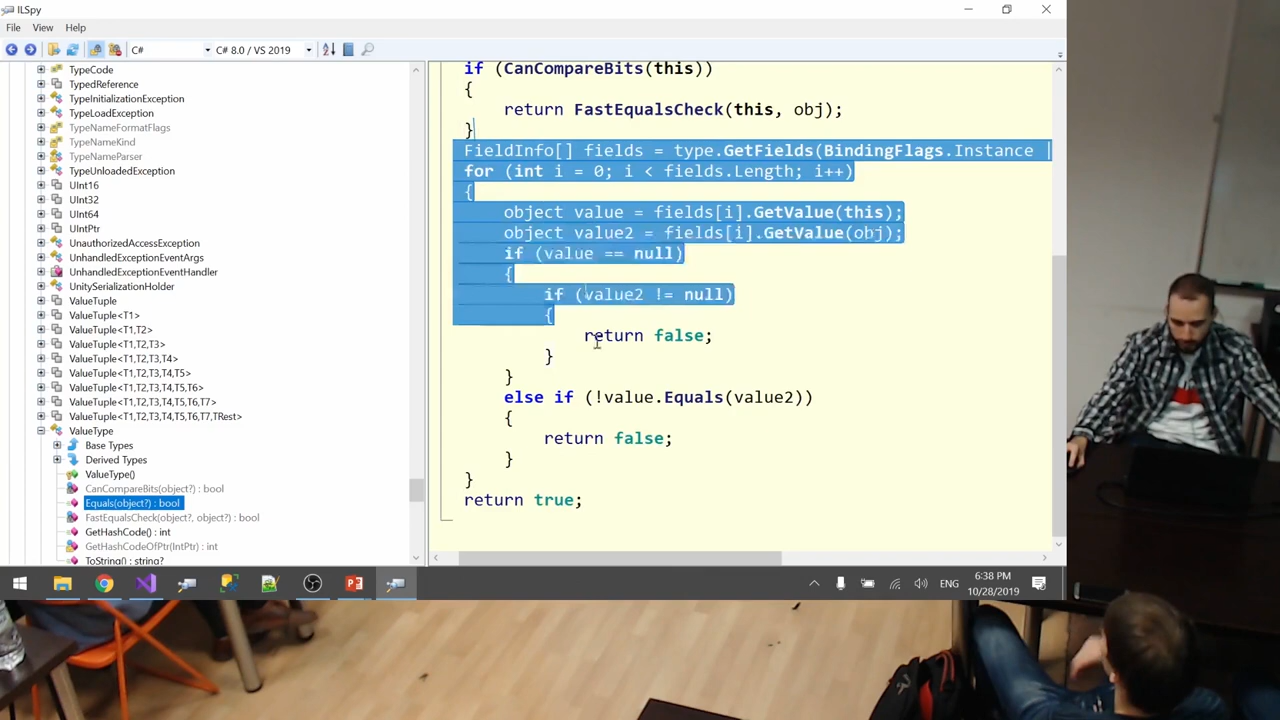 ILSpy
File View Help
C# C# 8.0 / VS 2019
TypeCode
TypedReference
TypeInitializationException
TypeLoadException
TypeNameFormatFlags
TypeNameKind
TypeNameParser
TypeUnloadedException
UInt16
UInt32
UInt64
UIntPtr
UnauthorizedAccessException
UnhandledExceptionEventArgs
UnhandledExceptionEventHandler
UnitySerializationHolder
ValueTuple
ValueTuple<T1>
ValueTuple<T1,T2>
ValueTuple<T1,T2,T3>
ValueTuple<T1,T2,T3,T4>
ValueTuple<T1,T2,T3,T4,T5>
ValueTuple<T1,T2,T3,T4,T5,T6>
ValueTuple<T1,T2,T3,T4,T5,T6,T7>
ValueTuple<T1,T2,T3,T4,T5,T6,T7,TRest>
ValueType
Base Types
Derived Types
ValueType()
CanCompareBits(object?) : bool
Equals(object?) : bool
FastEqualsCheck(object?, object?) : bool
GetHashCode() : int
GetHashCodeOfPtr(IntPtr) : int
ToString() : string?
if (CanCompareBits(this))
{
return FastEqualsCheck(this, obj);
}
FieldInfo[] fields = type.GetFields(BindingFlags.Instance |
for (int i = 0; i < fields.Length; i++)
{
object value = fields[i].GetValue(this);
object value2 = fields[i].GetValue(obj);
if (value == null)
{
if (value2 != null)
{
return false;
}
}
else if (!value.Equals(value2))
{
return false;
}
}
return true;
ENG
6:38 PM
10/28/2019